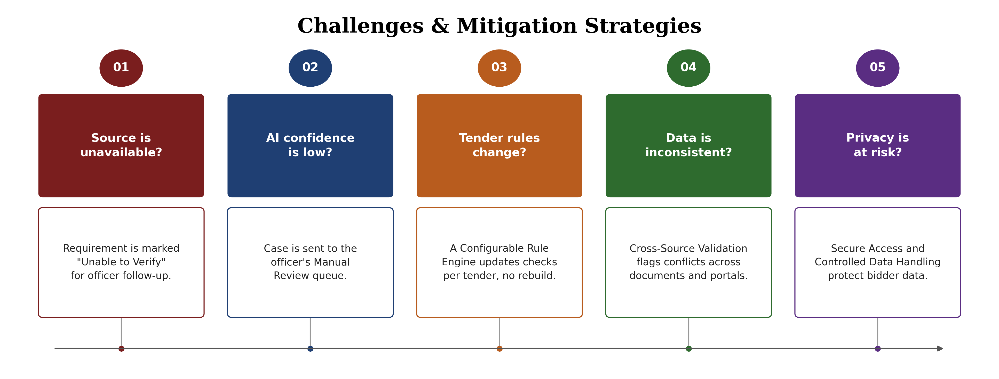 Challenges & Mitigation Strategies
01
Source is
unavailable?
Requirement is marked
"Unable to Verify"
for officer follow-up.
02
AI confidence
is low?
Case is sent to the
officer's Manual
Review queue.
03
Tender rules
change?
A Configurable Rule
Engine updates checks
per tender, no rebuild.
04
Data is
inconsistent?
Cross-Source Validation
flags conflicts across
documents and portals.
05
Privacy is
at risk?
Secure Access and
Controlled Data Handling
protect bidder data.